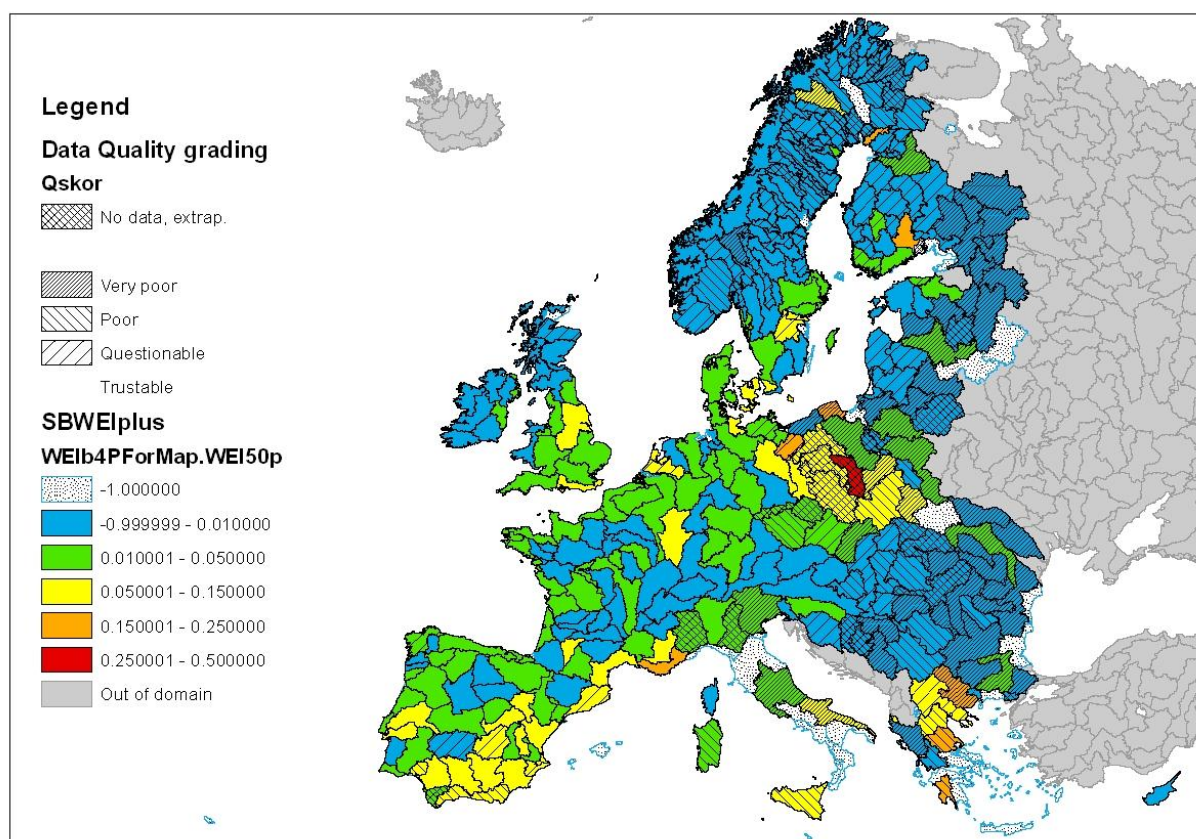 Legend
Data Quality grading
Qskor
No data, extrap.
Very poor
Poor
Questionable
Trustable
SBWEIplus
WEIb4PForMap.WEI50p
-1.000000
-0.999999 - 0.010000
0.010001 - 0.050000
0.050001 - 0.150000
0.150001 - 0.250000
0.250001 - 0.500000
Out of domain